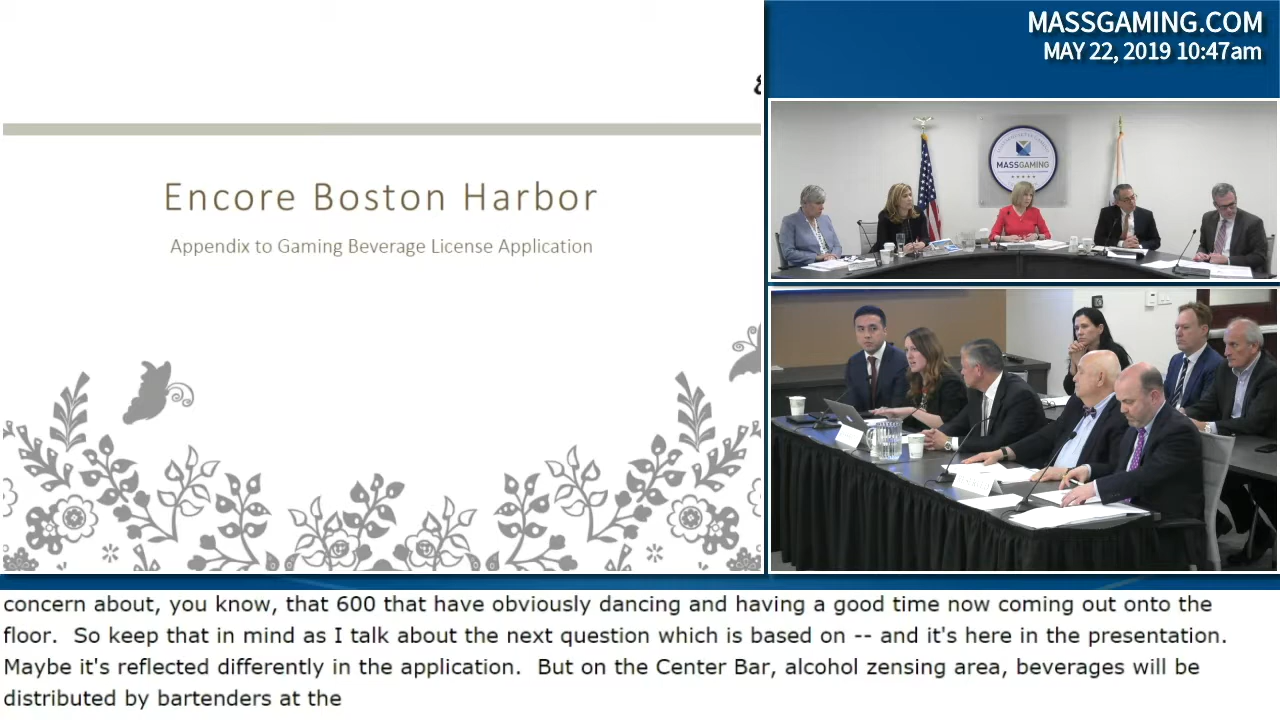 MASSGAMING.COM
MAY 22, 2019 10:47am
Encore Boston Harbor
Appendix to Gaming Beverage License Application
MASSGAMING
concern about, you know, that 600 that have obviously dancing and having a good time now coming out onto the
floor.  So keep that in mind as I talk about the next question which is based on -- and it's here in the presentation.
Maybe it's reflected differently in the application.  But on the Center Bar, alcohol zensing area, beverages will be
distributed by bartenders at the